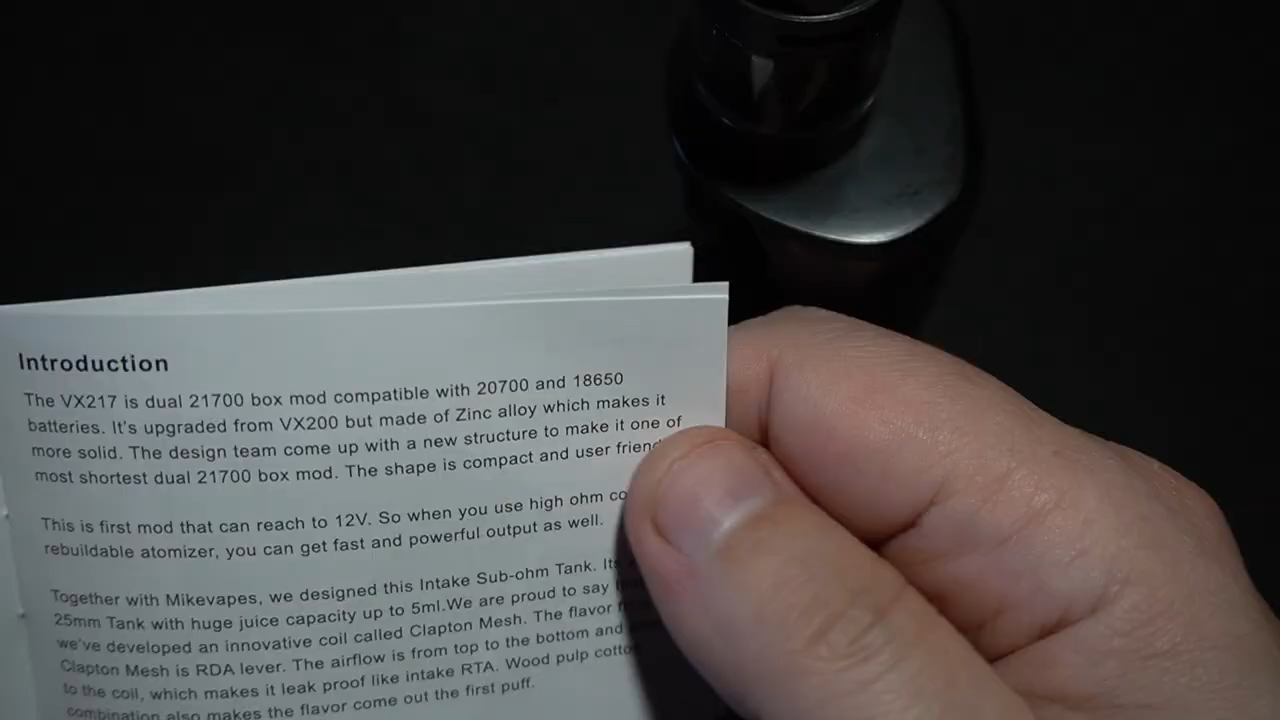 Introduction
The VX217 is dual 21700 box mod compatible with 20700 and 18650
batteries. It's upgraded from VX200 but made of Zinc alloy which makes it
more solid. The design team come up with a new structure to make it one of
most shortest dual 21700 box mod. The shape is compact and user
This is first mod that can reach to 12V. So when you use high ohm
rebuildable atomizer, you can get fast and powerful output as well.
Together with Mikevapes, we designed this Intake Sub-ohm Tank.
25mm Tank with huge juice capacity up to 5ml.We are proud to say
we've developed an innovative coil called Clapton Mesh. The flavor
Clapton Mesh is RDA lever. The airflow is from top to the bottom and
to the coil, which makes it leak proof like intake RTA. Wood pulp
combination also makes the flavor come out the first puff.